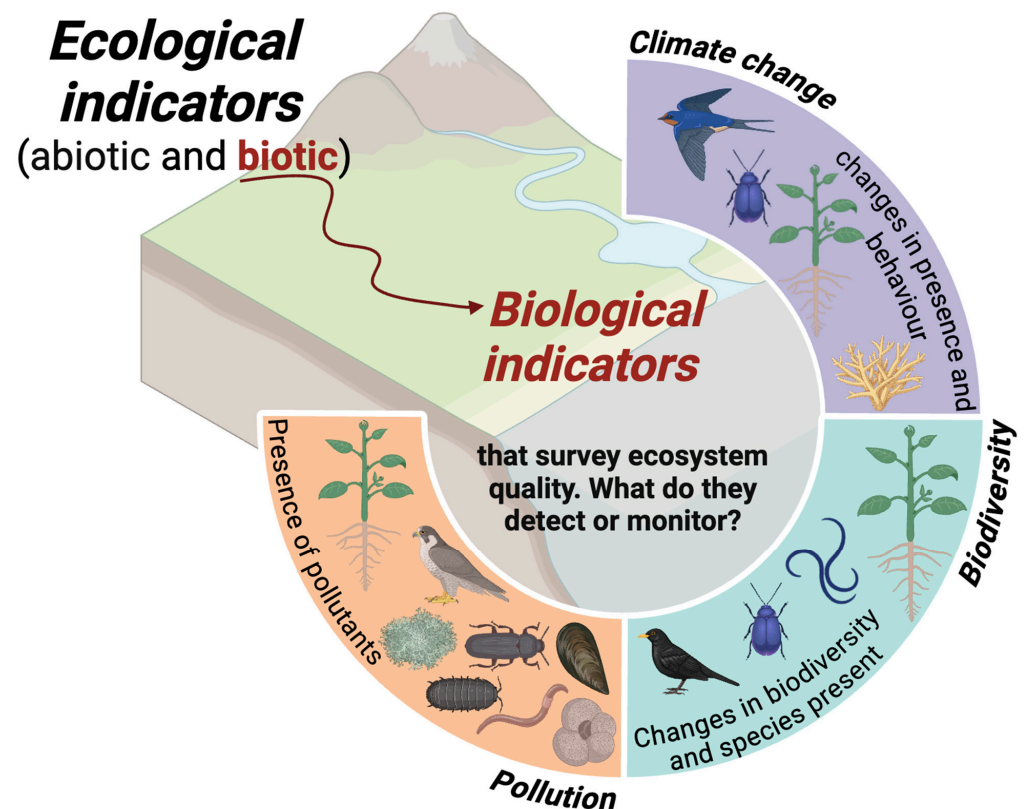 Ecological
indicators
(abiotic and biotic)
Climate change
changes in presence and
behaviour
Biological
indicators
that survey ecosystem
quality. What do they
detect or monitor?
Biodiversity
Changes in biodiversity
and species present
Presence of pollutants
Pollution